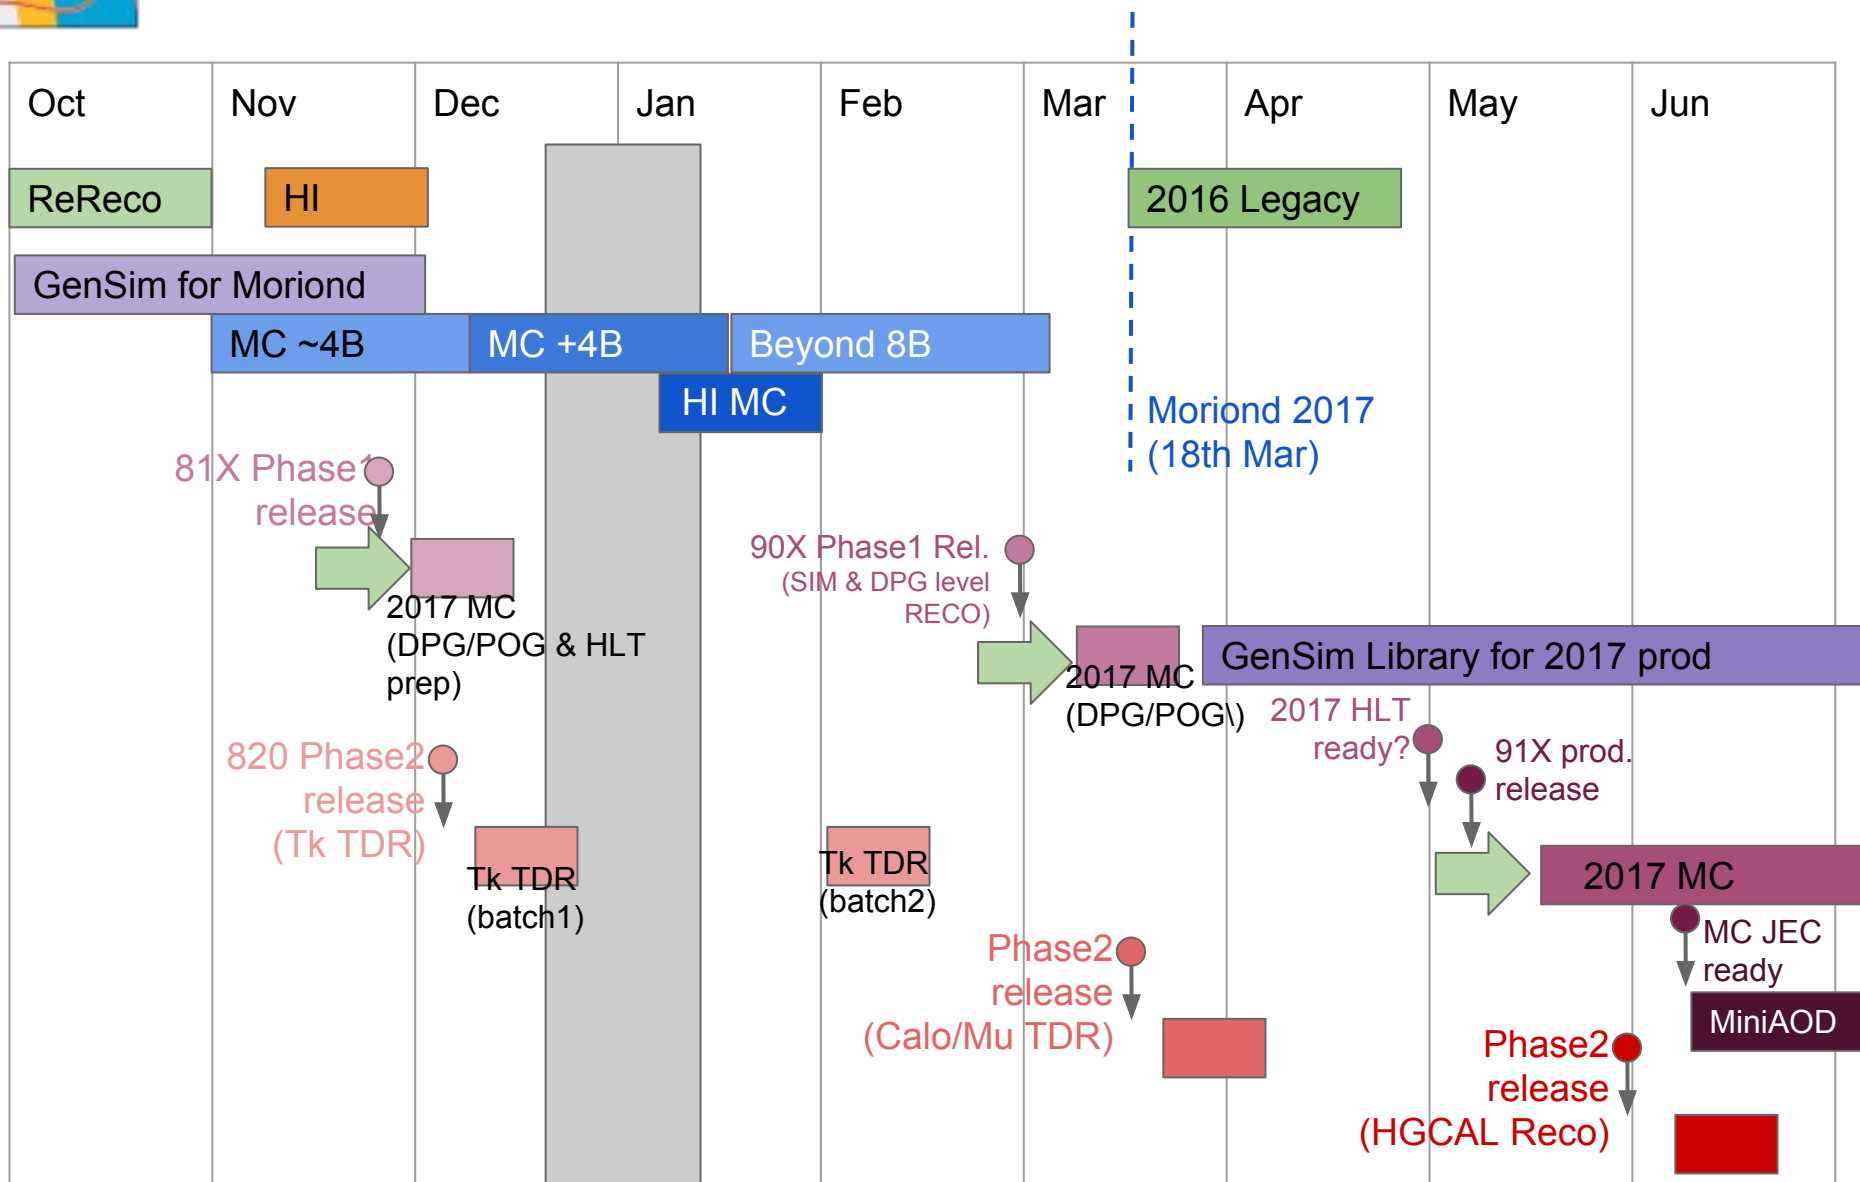 Oct
Nov
Dec
Jan
Feb
Mar
Apr
May
Jun
ReReco
HI
2016 Legacy
GenSim for Moriond
MC ~4B
MC +4B
Beyond 8B
HI MC
Moriond 2017
(18th Mar)
81X Phase1
release
2017 MC
(DPG/POG & HLT
prep)
90X Phase1 Rel.
(SIM & DPG level
RECO)
2017 MC
(DPG/POG\)
GenSim Library for 2017 prod
2017 HLT
ready?
91X prod.
release
820 Phase2
release
(Tk TDR)
Tk TDR
(batch1)
Tk TDR
(batch2)
2017 MC
MC JEC
ready
Phase2
release
(Calo/Mu TDR)
MiniAOD
Phase2
release
(HGCAL Reco)